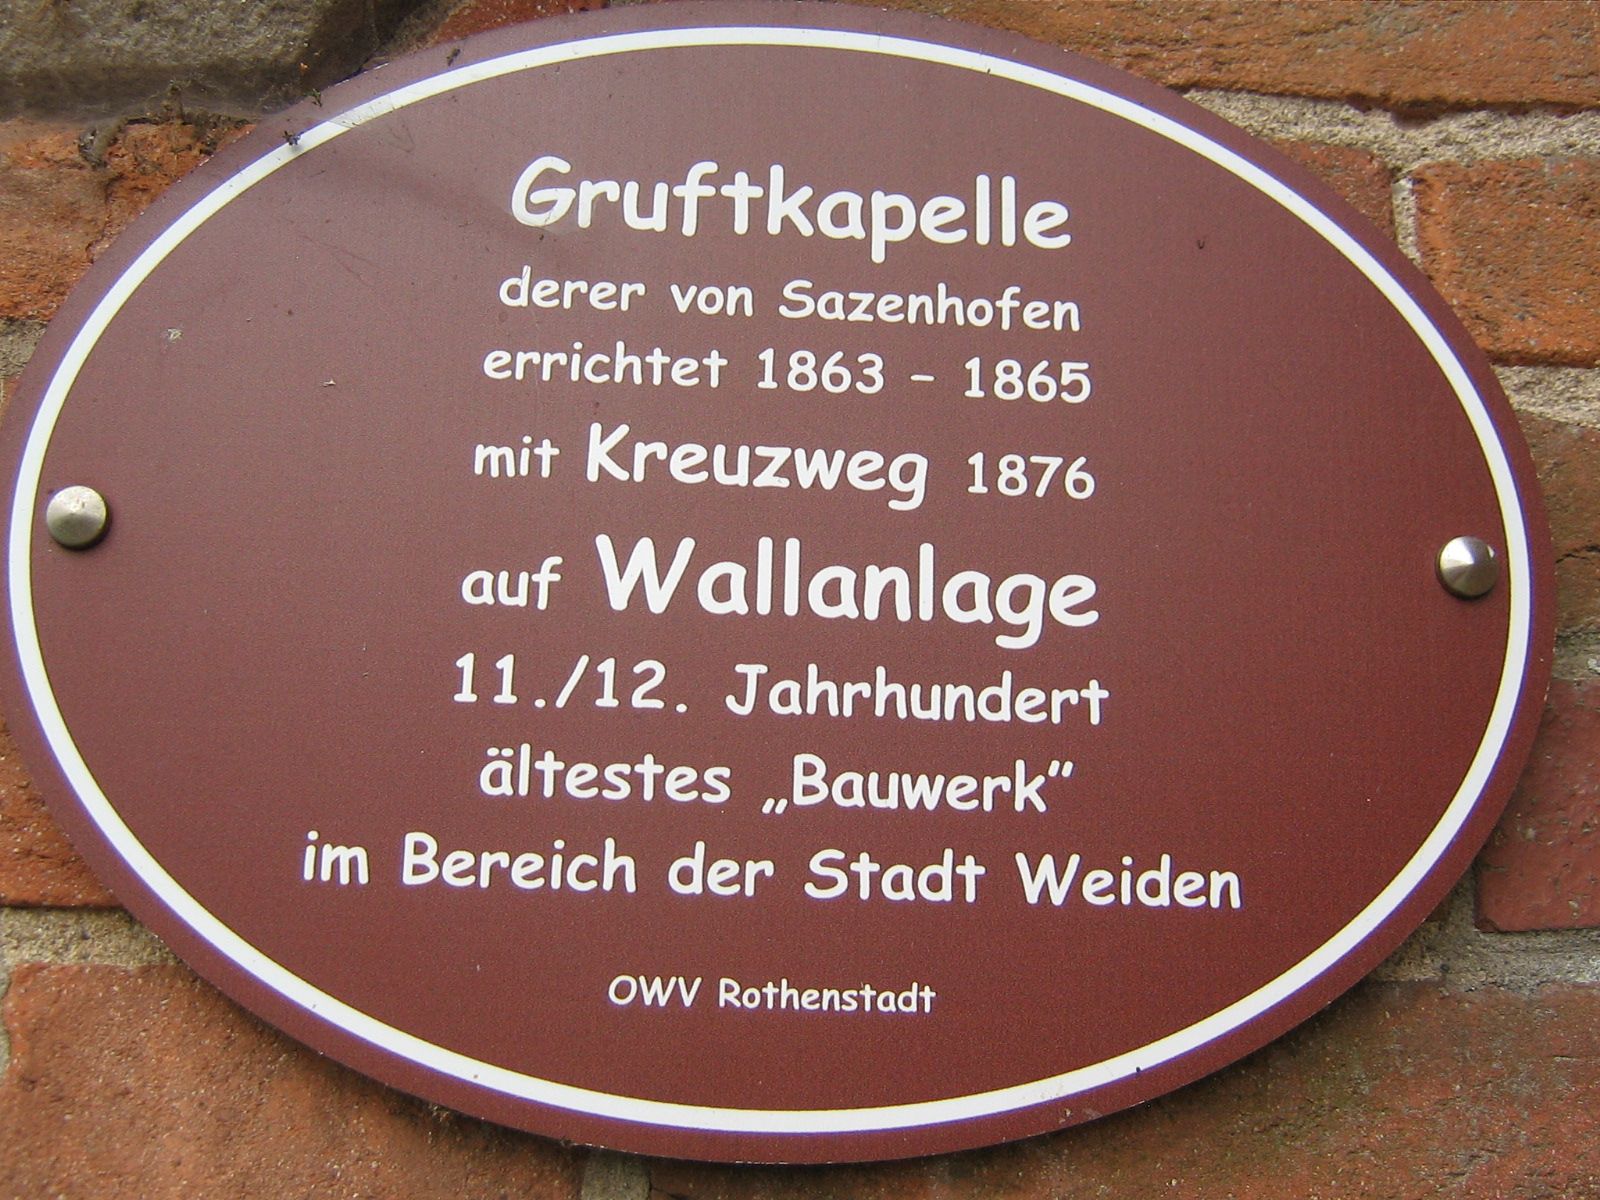 Gruftkapelle
derer von Sazenhofen
errichtet 1863 - 1865
mit Kreuzweg 1876
auf Wallanlage
11./12. Jahrhundert
ältestes „Bauwerk”
im Bereich der Stadt Weiden
OWV Rothenstadt